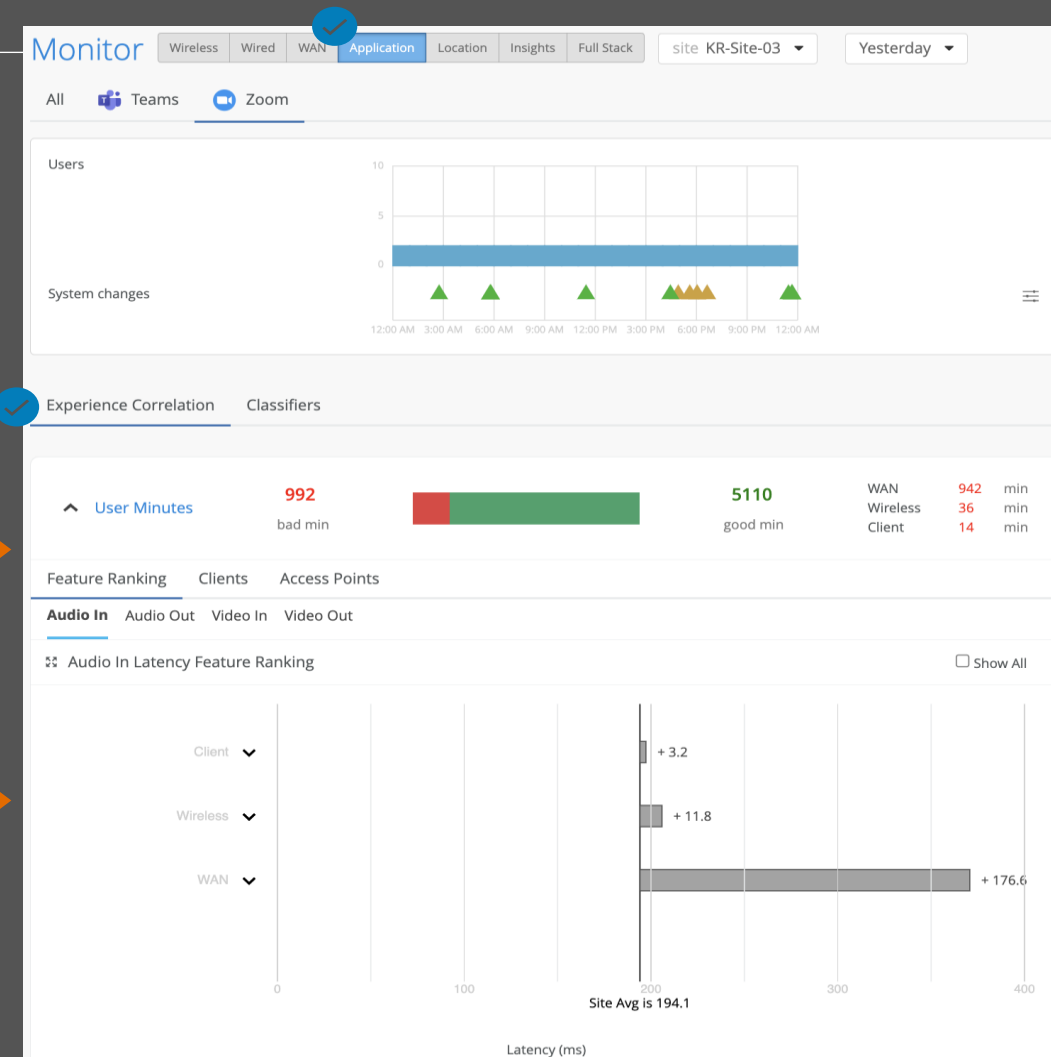 Monitor Wireless Wired WAN Application Location Insights Full Stack site KR-Site-03 Yesterday
All Teams Zoom
Users
10
5
0
System changes
12:00 AM 3:00 AM 6:00 AM 9:00 AM 12:00 PM 3:00 PM 6:00 PM 9:00 PM 12:00 AM
Experience Correlation Classifiers
User Minutes
992
bad min
5110
good min
WAN 942 min
Wireless 36 min
Client 14 min
Feature Ranking Clients Access Points
Audio In Audio Out Video In Video Out
Audio In Latency Feature Ranking Show All
Client + 3.2
Wireless + 11.8
WAN + 176.6
0 100 200 300 400
Site Avg is 194.1
Latency (ms)